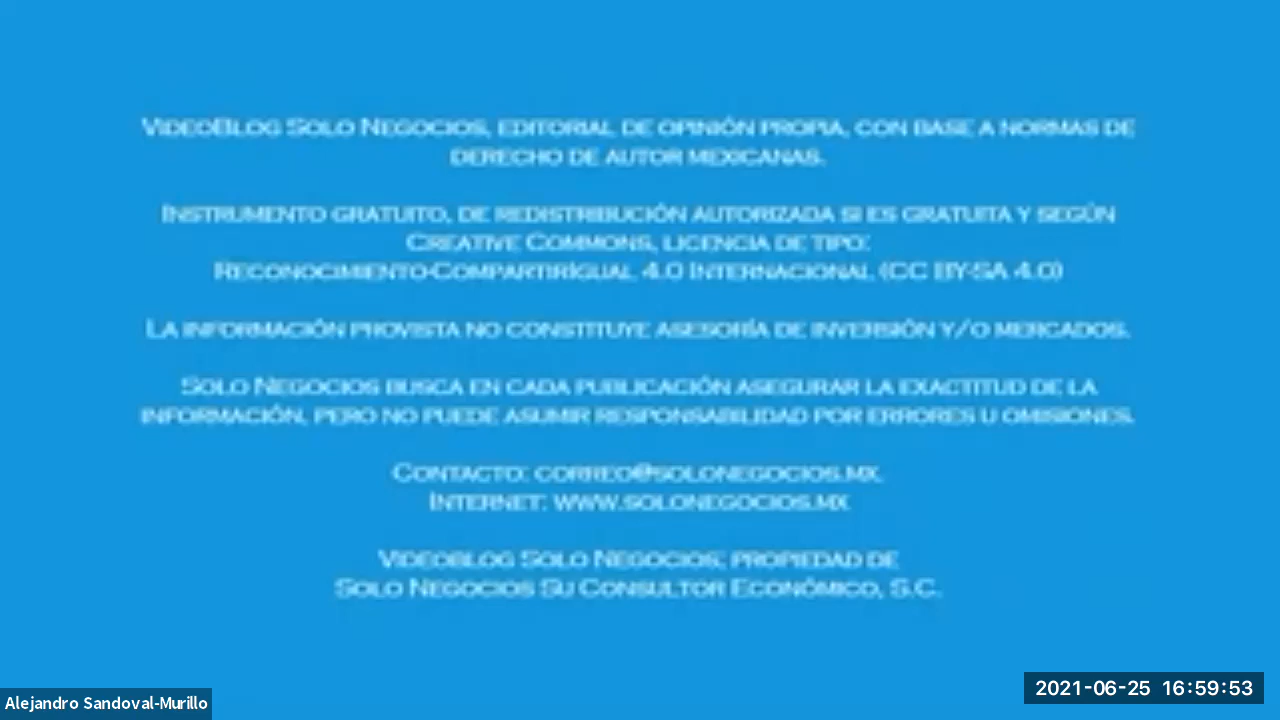 VideoBlog Solo Negocios, editorial de opinión propia, con base a normas de
derecho de autor mexicanas.
Instrumento gratuito, de redistribución autorizada si es gratuita y según
Creative Commons, licencia de tipo:
Reconocimiento-CompartirIgual 4.0 Internacional (CC BY-SA 4.0)
La información provista no constituye asesoría de inversión y/o mercados.
Solo Negocios busca en cada publicación asegurar la exactitud de la
información, pero no puede asumir responsabilidad por errores u omisiones.
Contacto: correo@solonegocios.mx
Internet: www.solonegocios.mx
Videoblog Solo Negocios; propiedad de
Solo Negocios Su Consultor Económico, S.C.
2021-06-25 16:59:53
Alejandro Sandoval-Murillo